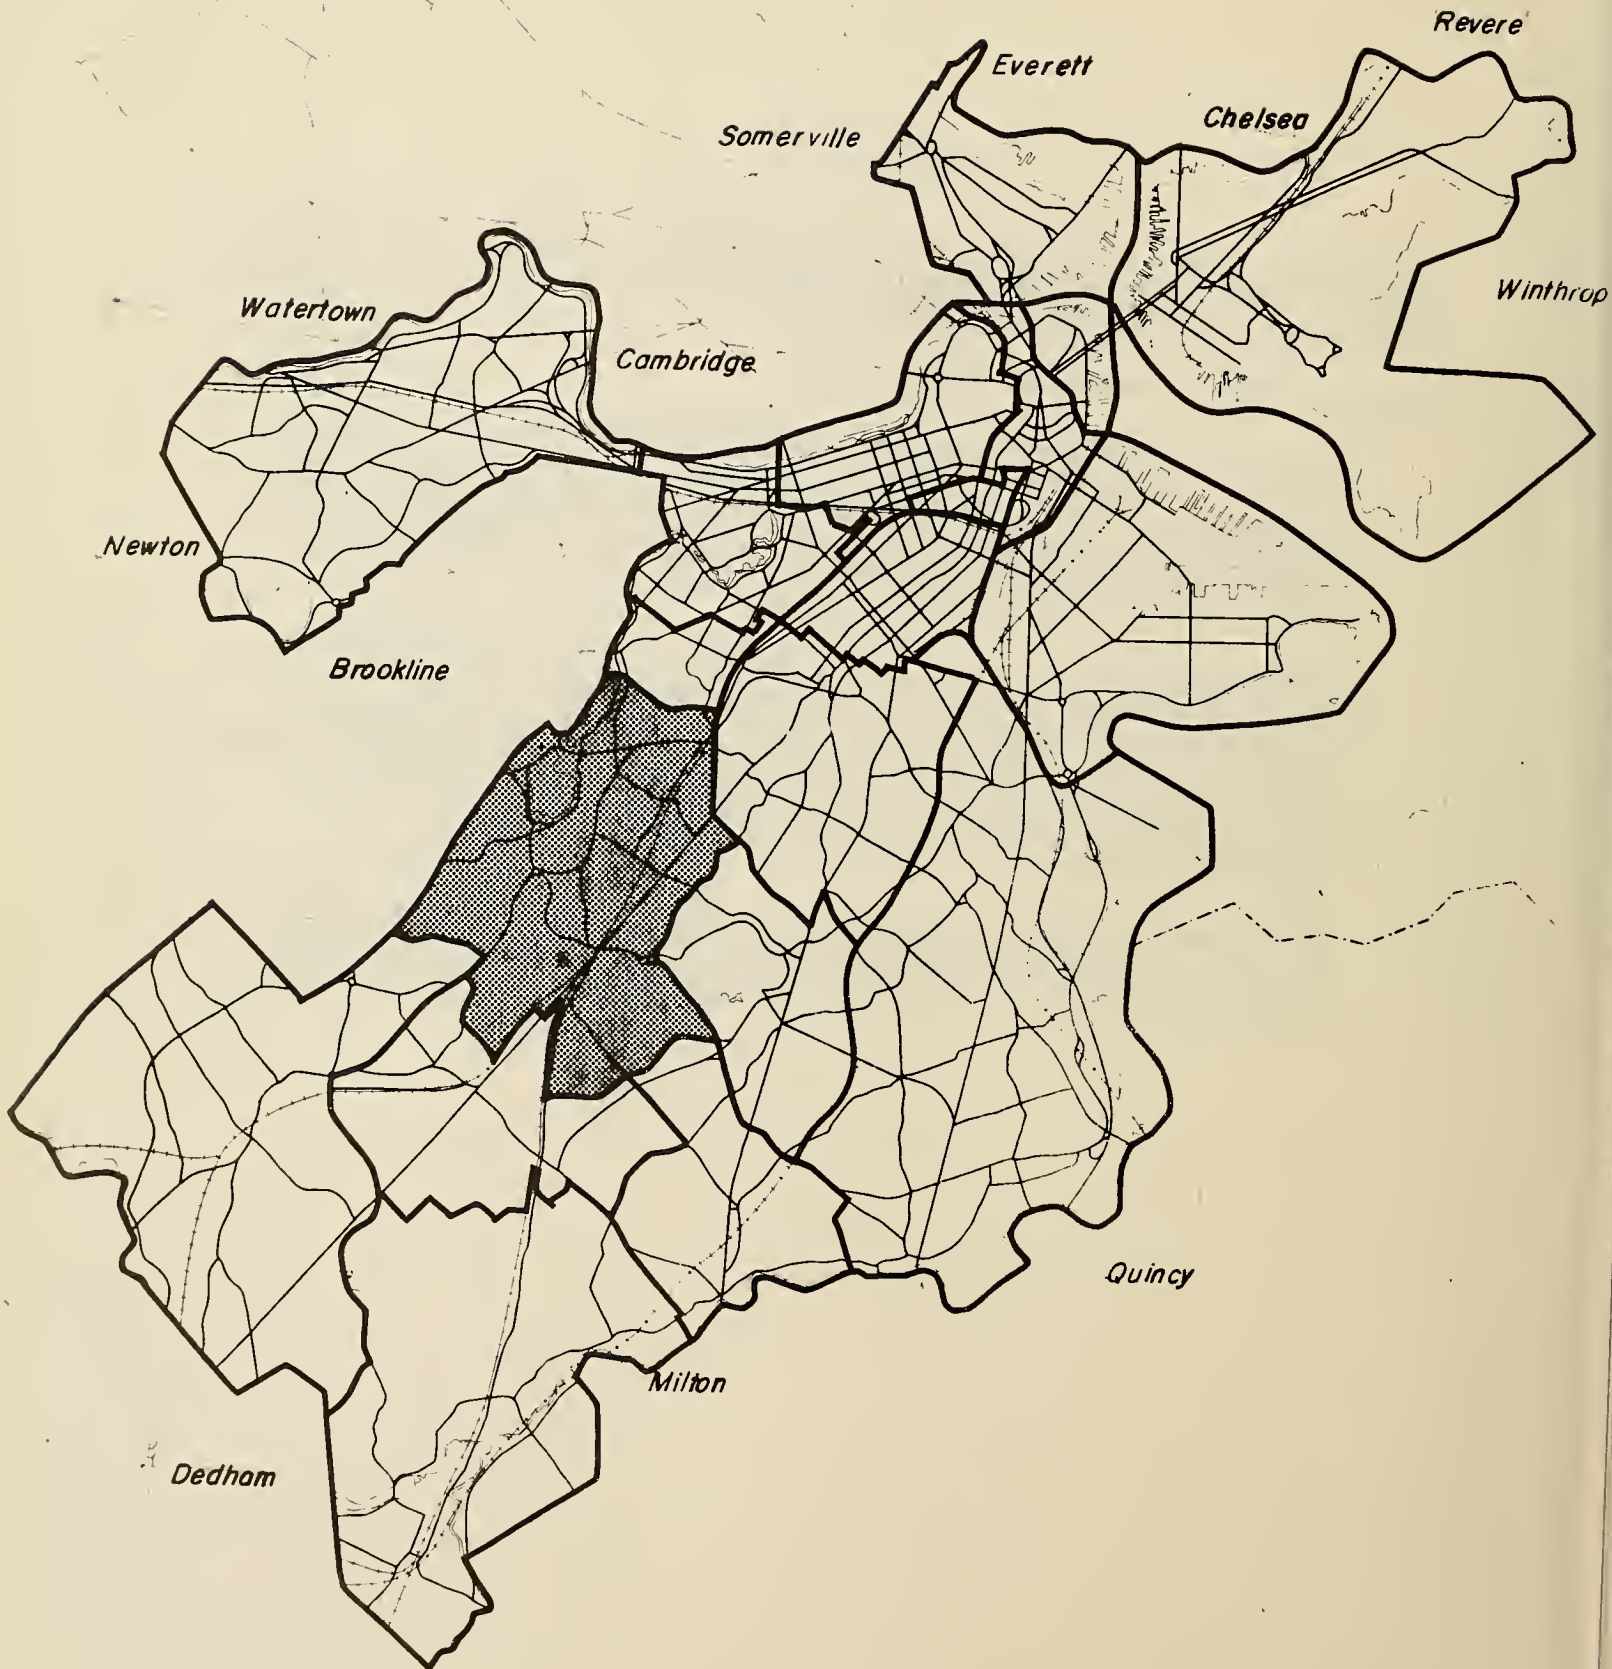 Revere
Everett
Chelsea
Somerville
Winthrop
Watertown
Cambridge
Newton
Brookline
Quincy
Milton
Dedham